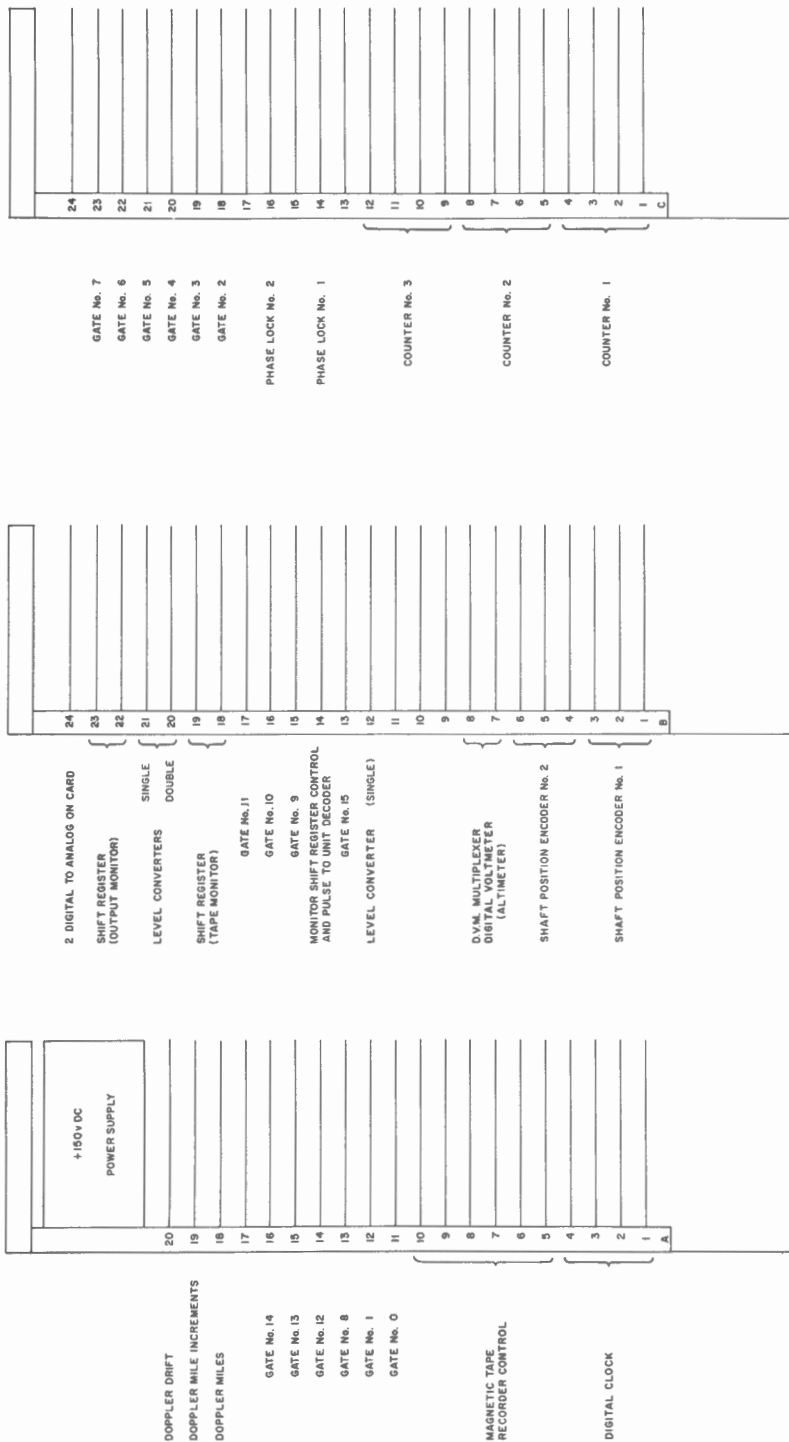 24
GATE No. 7 23
GATE No. 6 22
GATE No. 5 21
GATE No. 4 20
GATE No. 3 19
GATE No. 2 18
17
PHASE LOCK No. 2 16
15
PHASE LOCK No. 1 14
13
12
11
COUNTER No. 3
10
9
8
7
COUNTER No. 2
6
5
4
3
COUNTER No. 1
2
1
C
2 DIGITAL TO ANALOG ON CARD 24
SHIFT REGISTER 23
(OUTPUT MONITOR) 22
LEVEL CONVERTERS
SINGLE 21
DOUBLE 20
SHIFT REGISTER 19
(TAPE MONITOR) 18
GATE No. 11 17
GATE No. 10 16
GATE No. 9 15
MONITOR SHIFT REGISTER CONTROL 14
AND PULSE TO UNIT DECODER
GATE No. 15 13
LEVEL CONVERTER (SINGLE) 12
11
10
9
D.V.M. MULTIPLEXER 8
DIGITAL VOLTMETER 7
(ALTIMETER)
6
SHAFT POSITION ENCODER No. 2 5
4
3
SHAFT POSITION ENCODER No. 1 2
1
B
+150v DC
POWER SUPPLY
DOPPLER DRIFT 20
DOPPLER MILE INCREMENTS 19
DOPPLER MILES 18
17
GATE No. 14 16
GATE No. 13 15
GATE No. 12 14
GATE No. 8 13
GATE No. 1 12
GATE No. 0 11
10
9
8
MAGNETIC TAPE
RECORDER CONTROL
7
6
5
4
3
DIGITAL CLOCK
2
1
A